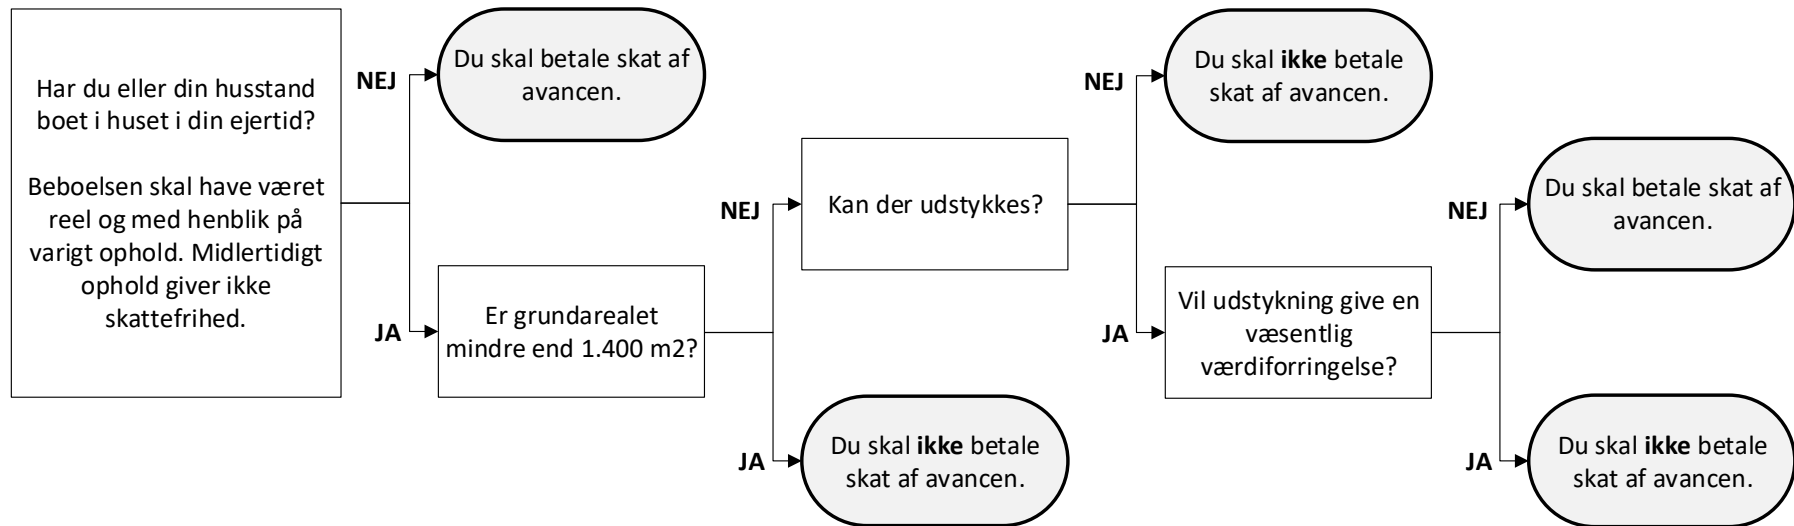 Har du eller din husstand
boet i huset i din ejertid?
Beboelsen skal have været
reel og med henblik på
varigt ophold. Midlertidigt
ophold giver ikke
skattefrihed.
NEJ
Du skal betale skat af
avancen.
JA
Er grundarealet
mindre end 1.400 m2?
NEJ
Kan der udstykkes?
JA
Du skal ikke betale
skat af avancen.
NEJ
Du skal ikke betale
skat af avancen.
JA
Vil udstykning give en
væsentlig
værdiforringelse?
NEJ
Du skal betale skat af
avancen.
JA
Du skal ikke betale
skat af avancen.